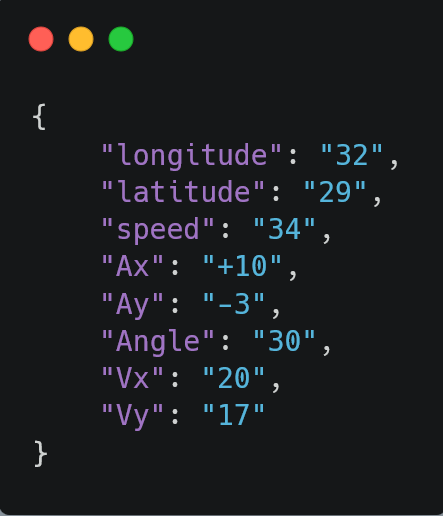 {
"longitude": "32",
"latitude": "29",
"speed": "34",
"Ax": "+10",
"Ay": "-3",
"Angle": "30",
"Vx": "20",
"Vy": "17"
}